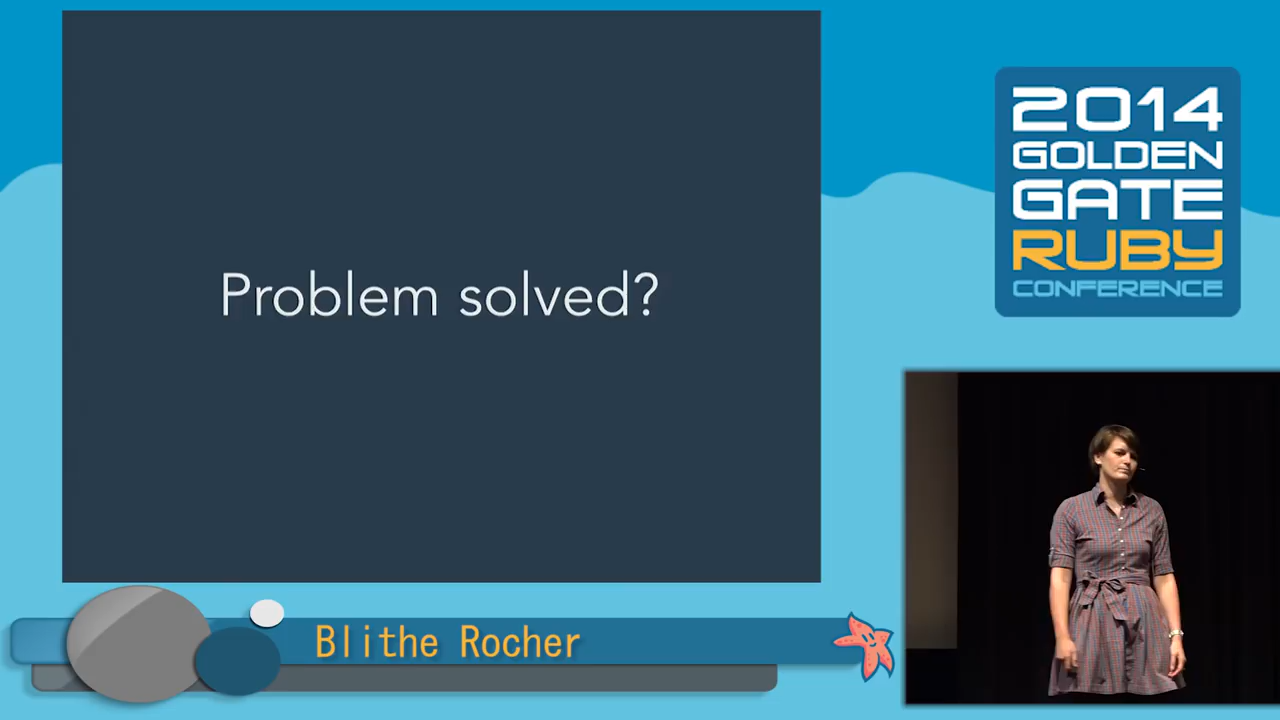 Problem solved?
2014
GOLDEN
GATE
RUBY
CONFERENCE
Blithe Rocher